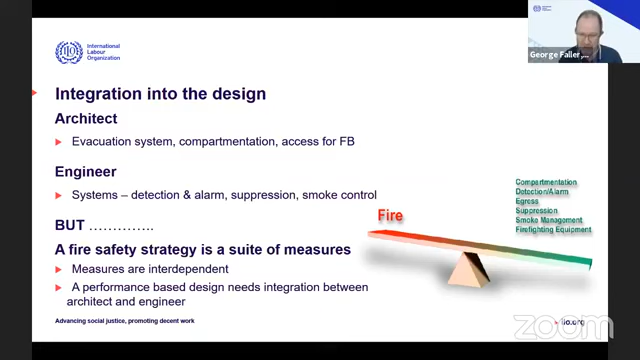 International
Labour
Organization
George Faller
Integration into the design
Architect
Evacuation system, compartmentation, access for FB
Engineer
Systems – detection & alarm, suppression, smoke control
BUT …………..
A fire safety strategy is a suite of measures
Measures are interdependent
A performance based design needs integration between
architect and engineer
Fire
Compartmentation
Detection/Alarm
Egress
Suppression
Smoke Management
Firefighting Equipment
Advancing social justice, promoting decent work
ilo.org
zoom